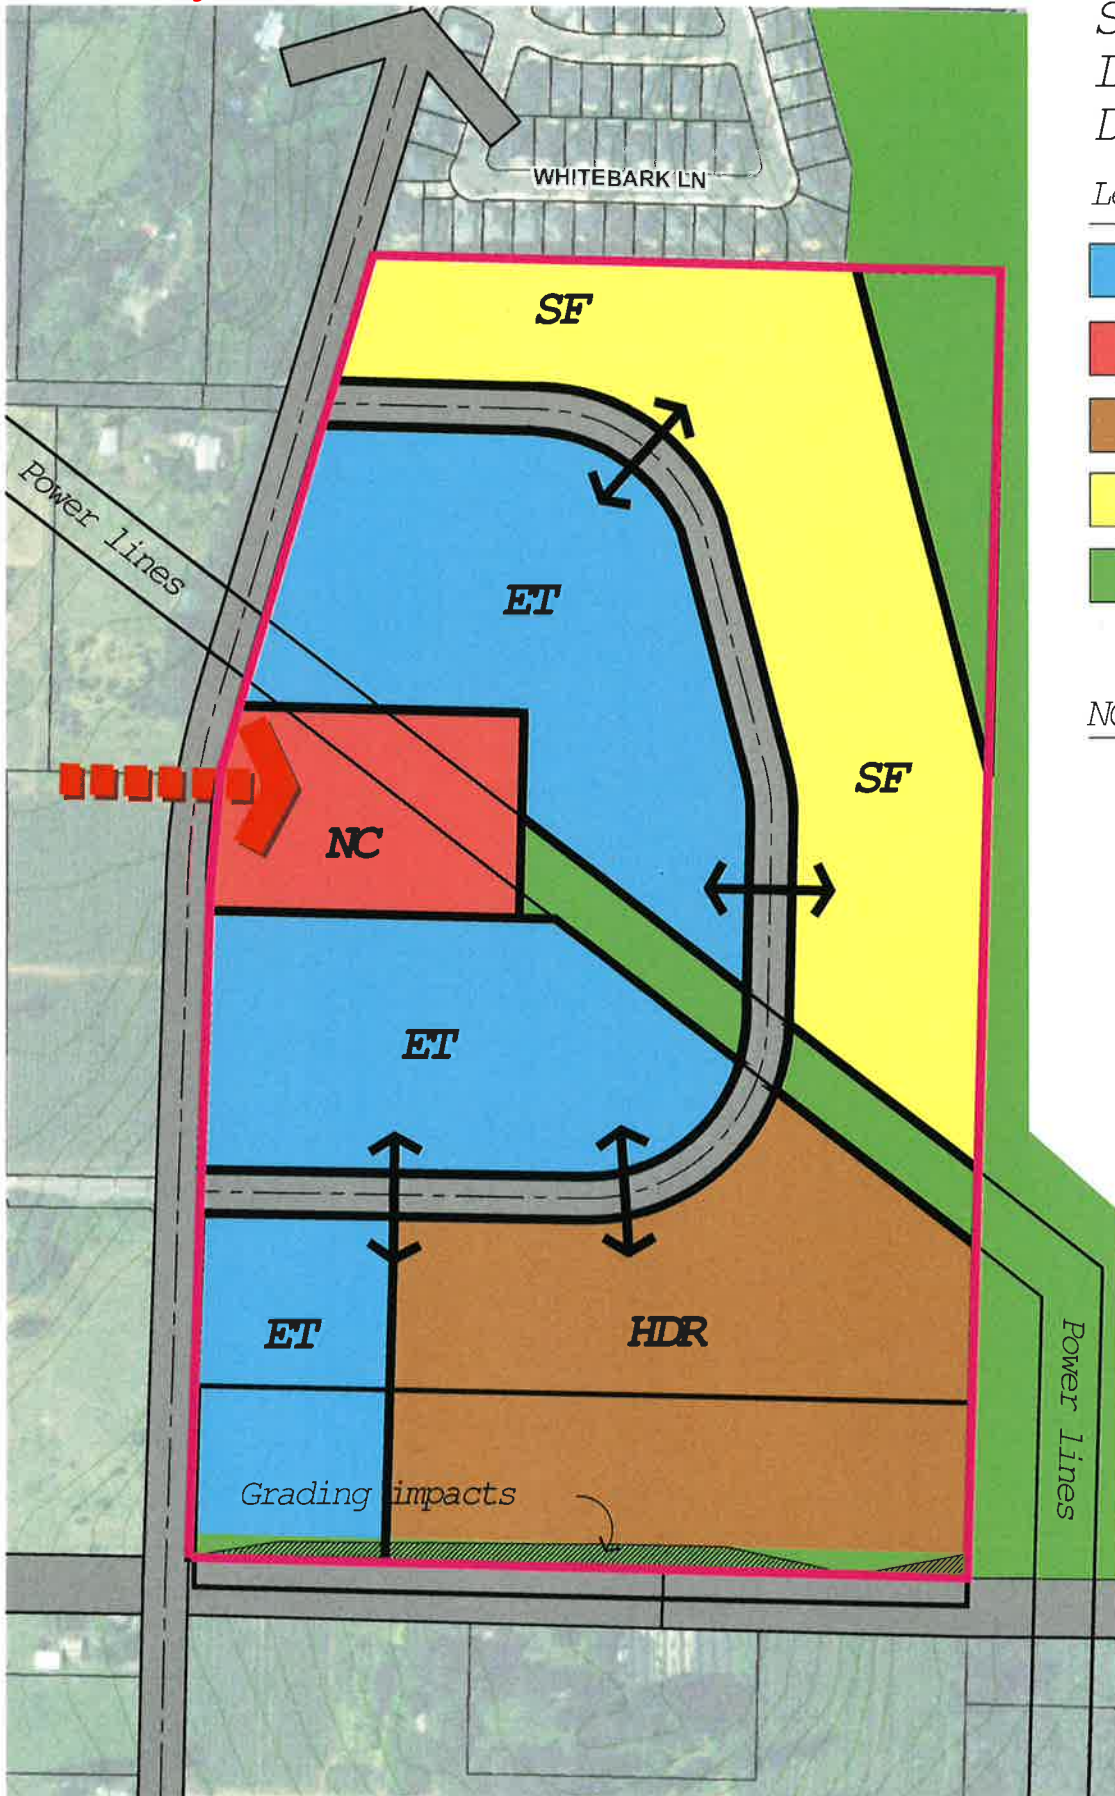 WHITEBARK LN
SF
Power lines
ET
SF
NC
ET
ET
HDR
Power Lines
Grading impacts